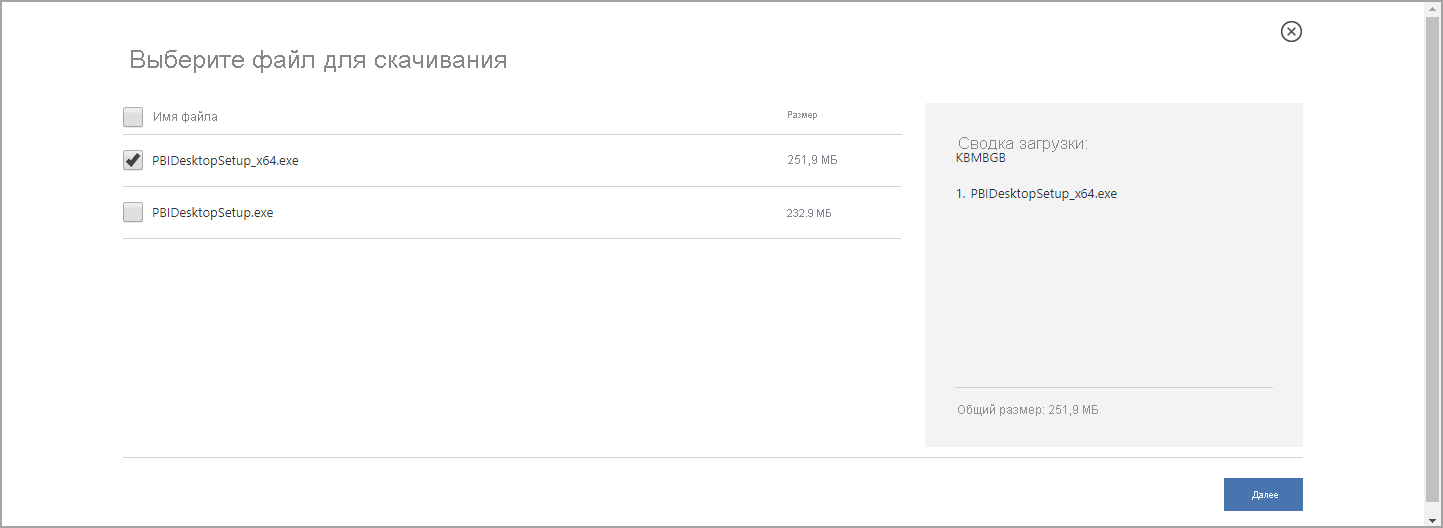 Выберите файл для скачивания
Имя файла Размер
PBIDesktopSetup_x64.exe 251,9 МБ
PBIDesktopSetup.exe 232.9 МБ
Сводка загрузки:
KBMBGB
1. PBIDesktopSetup_x64.exe
Общий размер: 251,9 МБ
Далее